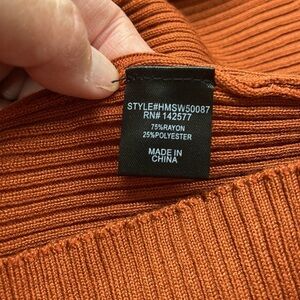 STYLE#HMSW50087
RN# 142577
75%RAYON
25%POLYESTER
MADE IN
CHINA